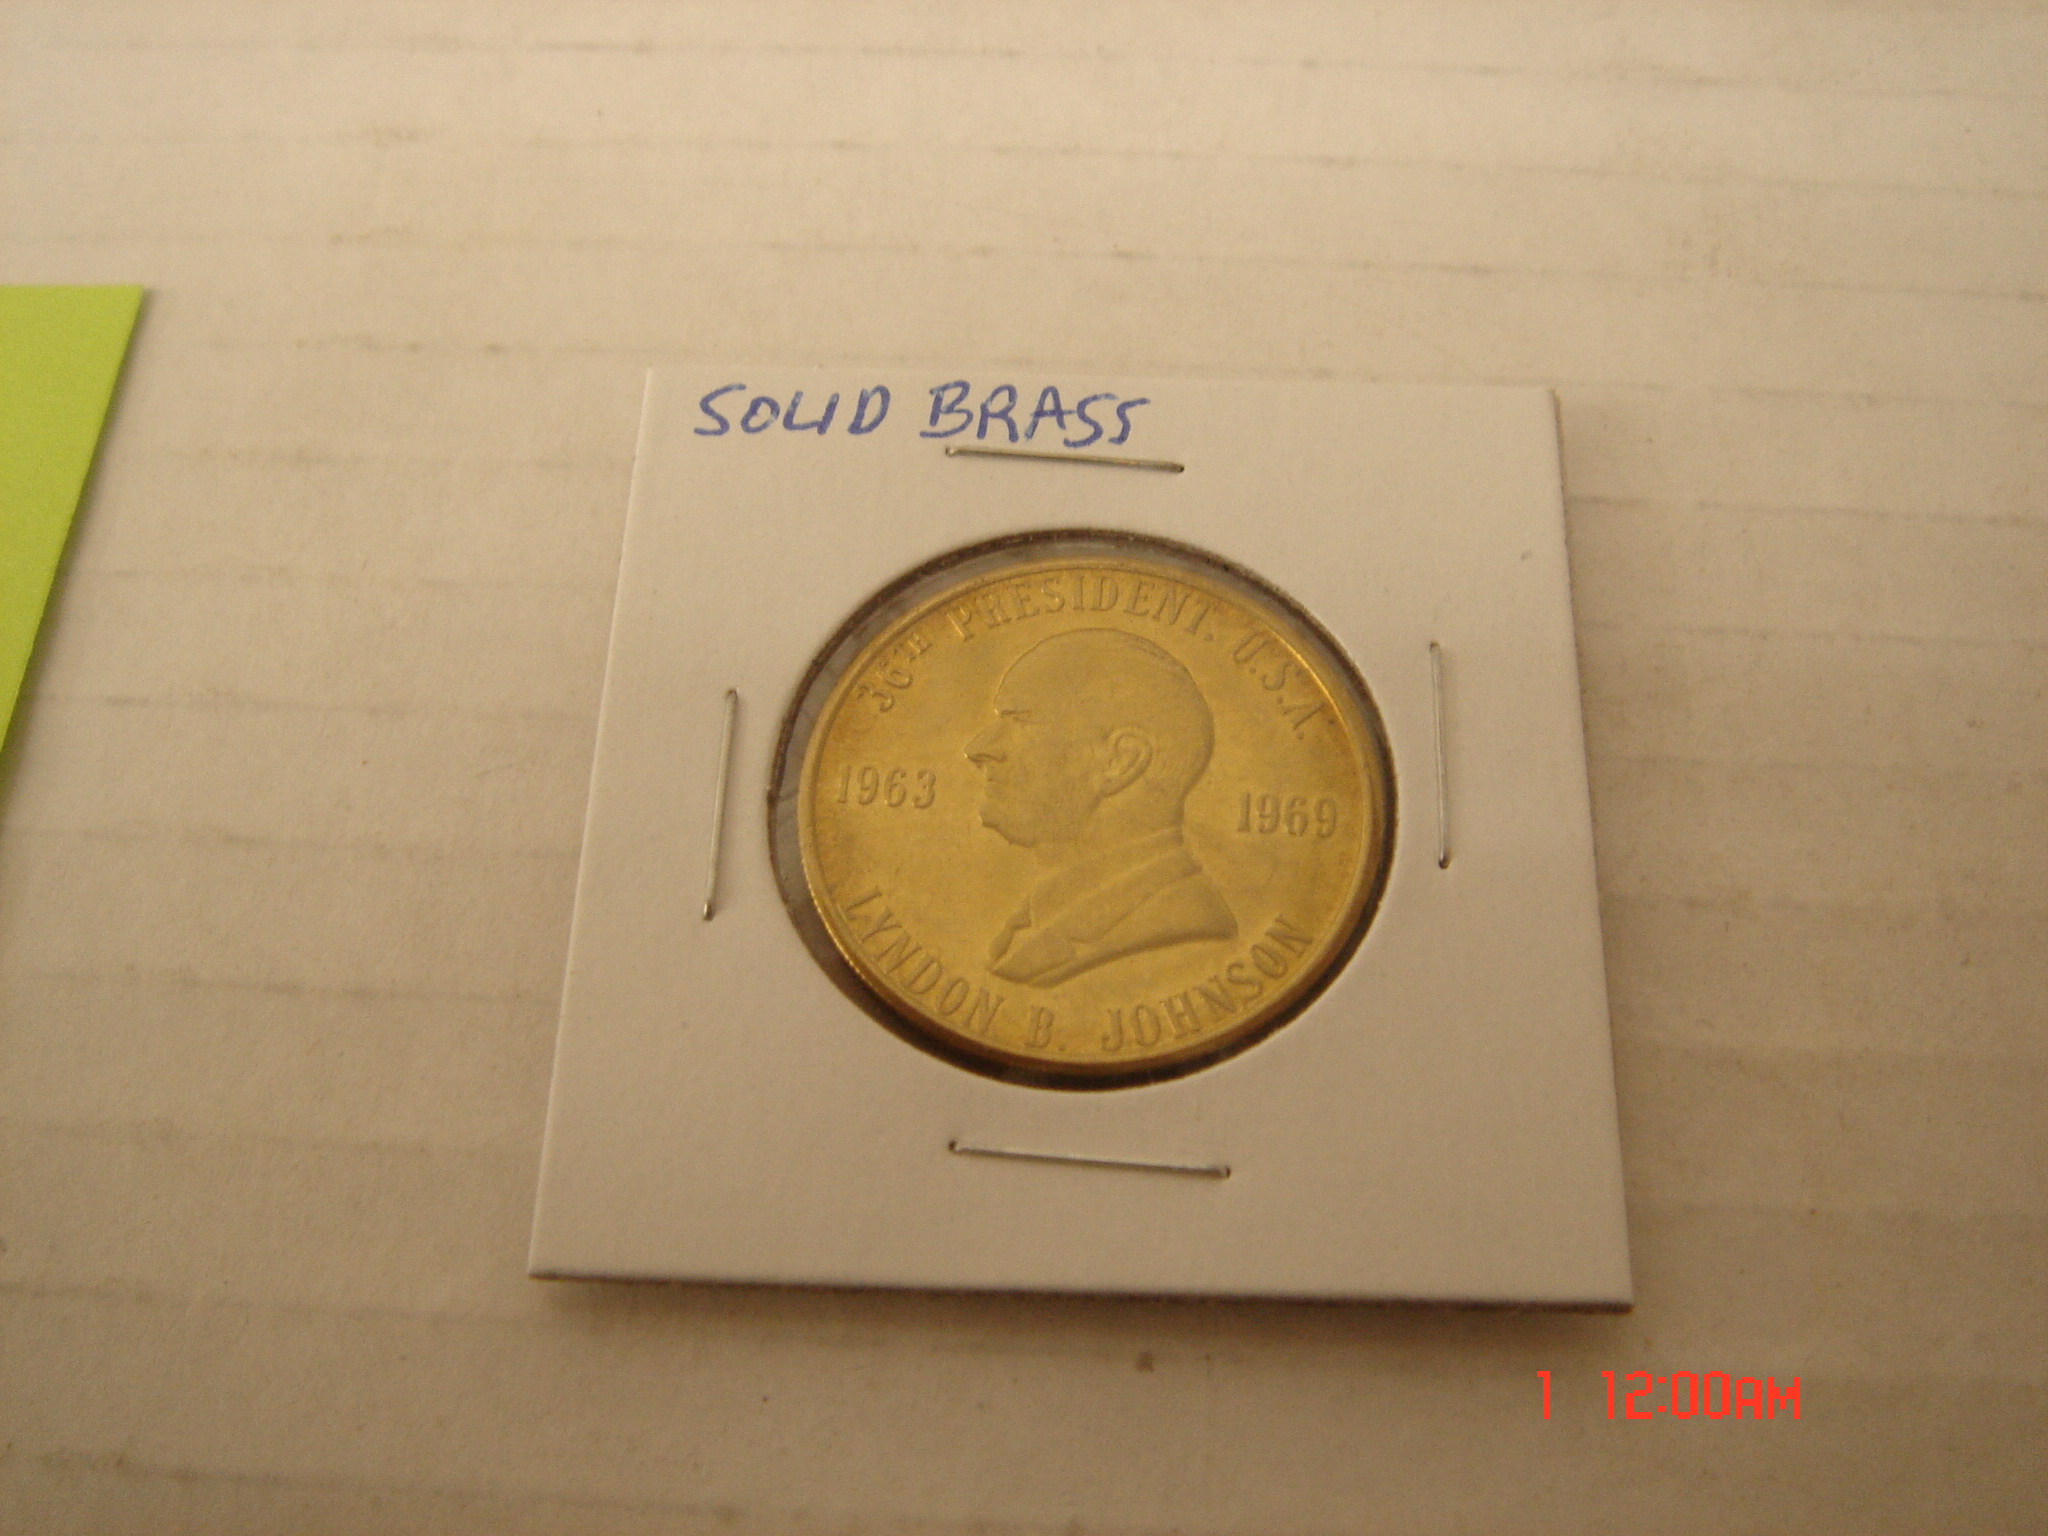 SOLID BRASS
36TH PRESIDENT. U.S.A.
1963 1969
LYNDON B. JOHNSON
1 12:00AM